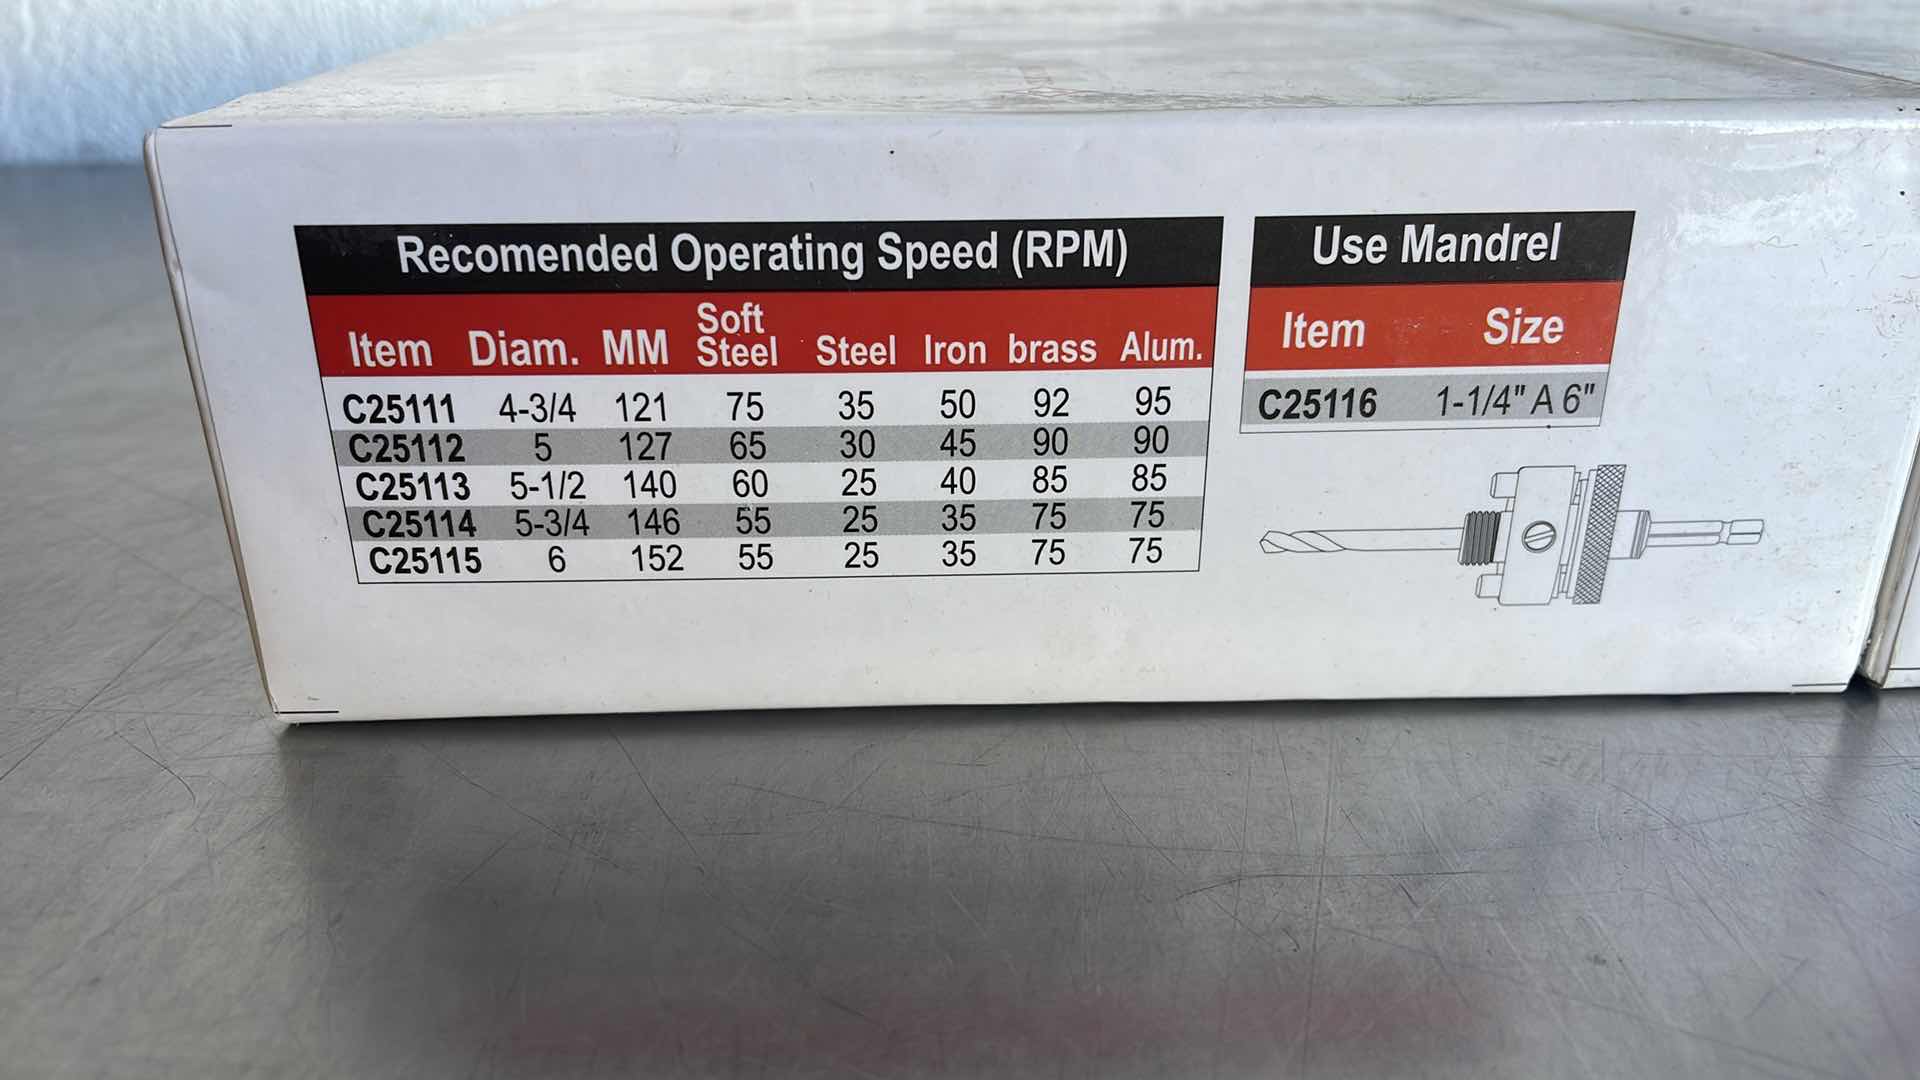 Recomended Operating Speed (RPM)
Item Diam. MM Soft Steel Steel Iron brass Alum.
C25111 4-3/4 121 75 35 50 92 95
C25112 5 127 65 30 45 90 90
C25113 5-1/2 140 60 25 40 85 85
C25114 5-3/4 146 55 25 35 75 75
C25115 6 152 55 25 35 75 75
Use Mandrel
Item Size
C25116 1-1/4" A 6"